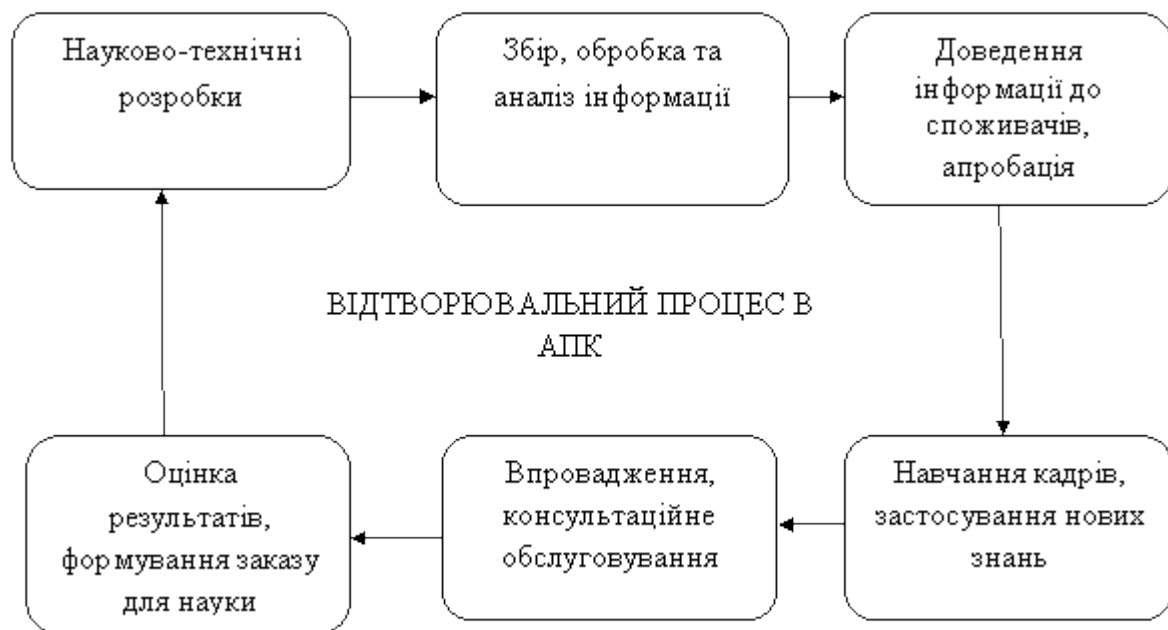 Науково-технічні
розробки
Збір, обробка та
аналіз інформації
Доведення
інформації до
споживачів,
апробація
ВІДТВОРЮВАЛЬНИЙ ПРОЦЕС В
АПК
Навчання кадрів,
застосування нових
знань
Впровадження,
консультаційне
обслуговування
Оцінка
результатів,
формування заказу
для науки